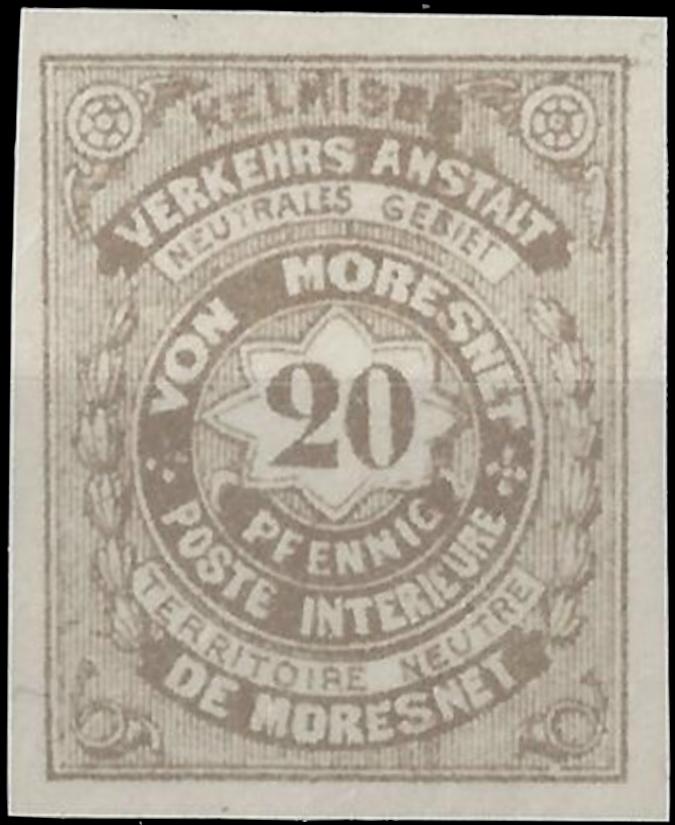 VERKEHRS ANSTALT
NEUTRALES GEBIET
VON MORESNET
20
PFENNIG
POSTE INTERIEURE
TERRITOIRE NEUTRE
DE MORESNET